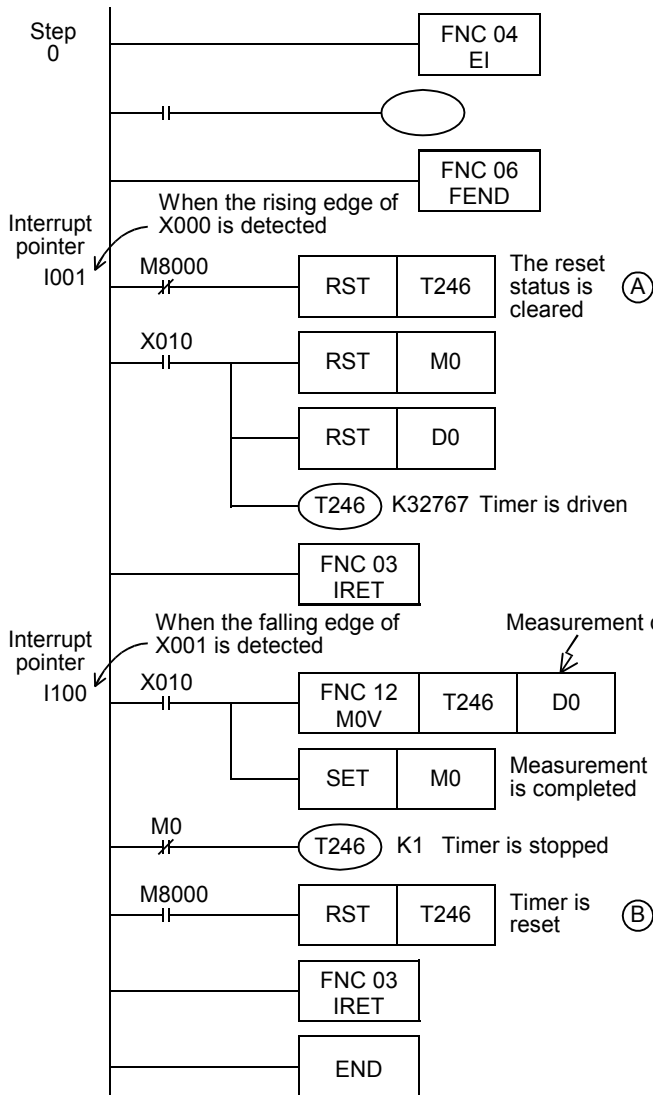 Step
0
FNC 04
EI
FNC 06
FEND
When the rising edge of
X000 is detected
Interrupt
pointer
I001
M8000
RST T246
The reset
status is
cleared
A
X010
RST M0
RST D0
T246 K32767 Timer is driven
FNC 03
IRET
When the falling edge of
X001 is detected
Measurement
Interrupt
pointer
I100
X010
FNC 12
M0V
T246 D0
SET M0
Measurement
is completed
M0
T246 K1 Timer is stopped
M8000
RST T246
Timer is
reset
B
FNC 03
IRET
END